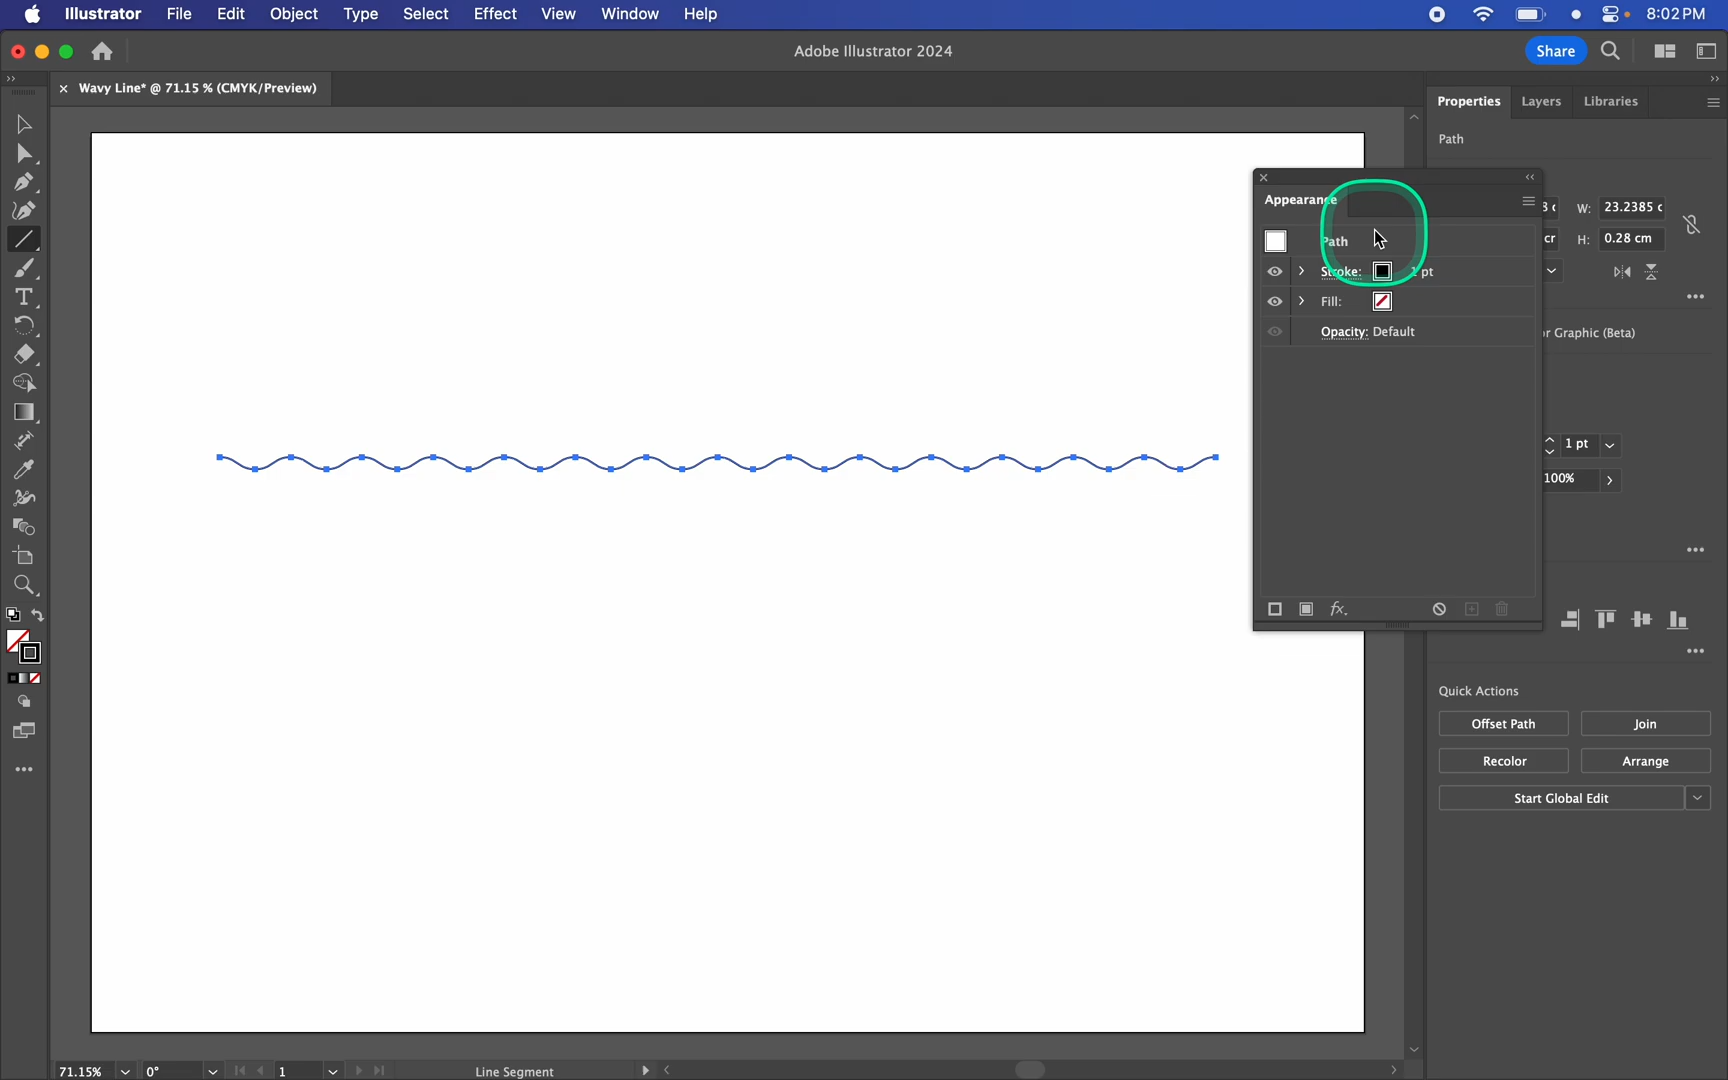 Illustrator File Edit Object Type Select Effect View Window Help 8:02 PM
Adobe Illustrator 2024 Share
Wavy Line* @ 71.15 % (CMYK/Preview)
Properties Layers Libraries
Path
Appearance
W: 23.2385 c
Path
H: 0.28 cm
Stroke: 1 pt
Fill:
Opacity: Default
or Graphic (Beta)
1 pt
100%
fx
Quick Actions
Offset Path Join
Recolor Arrange
Start Global Edit
71.15% 0° 1 Line Segment